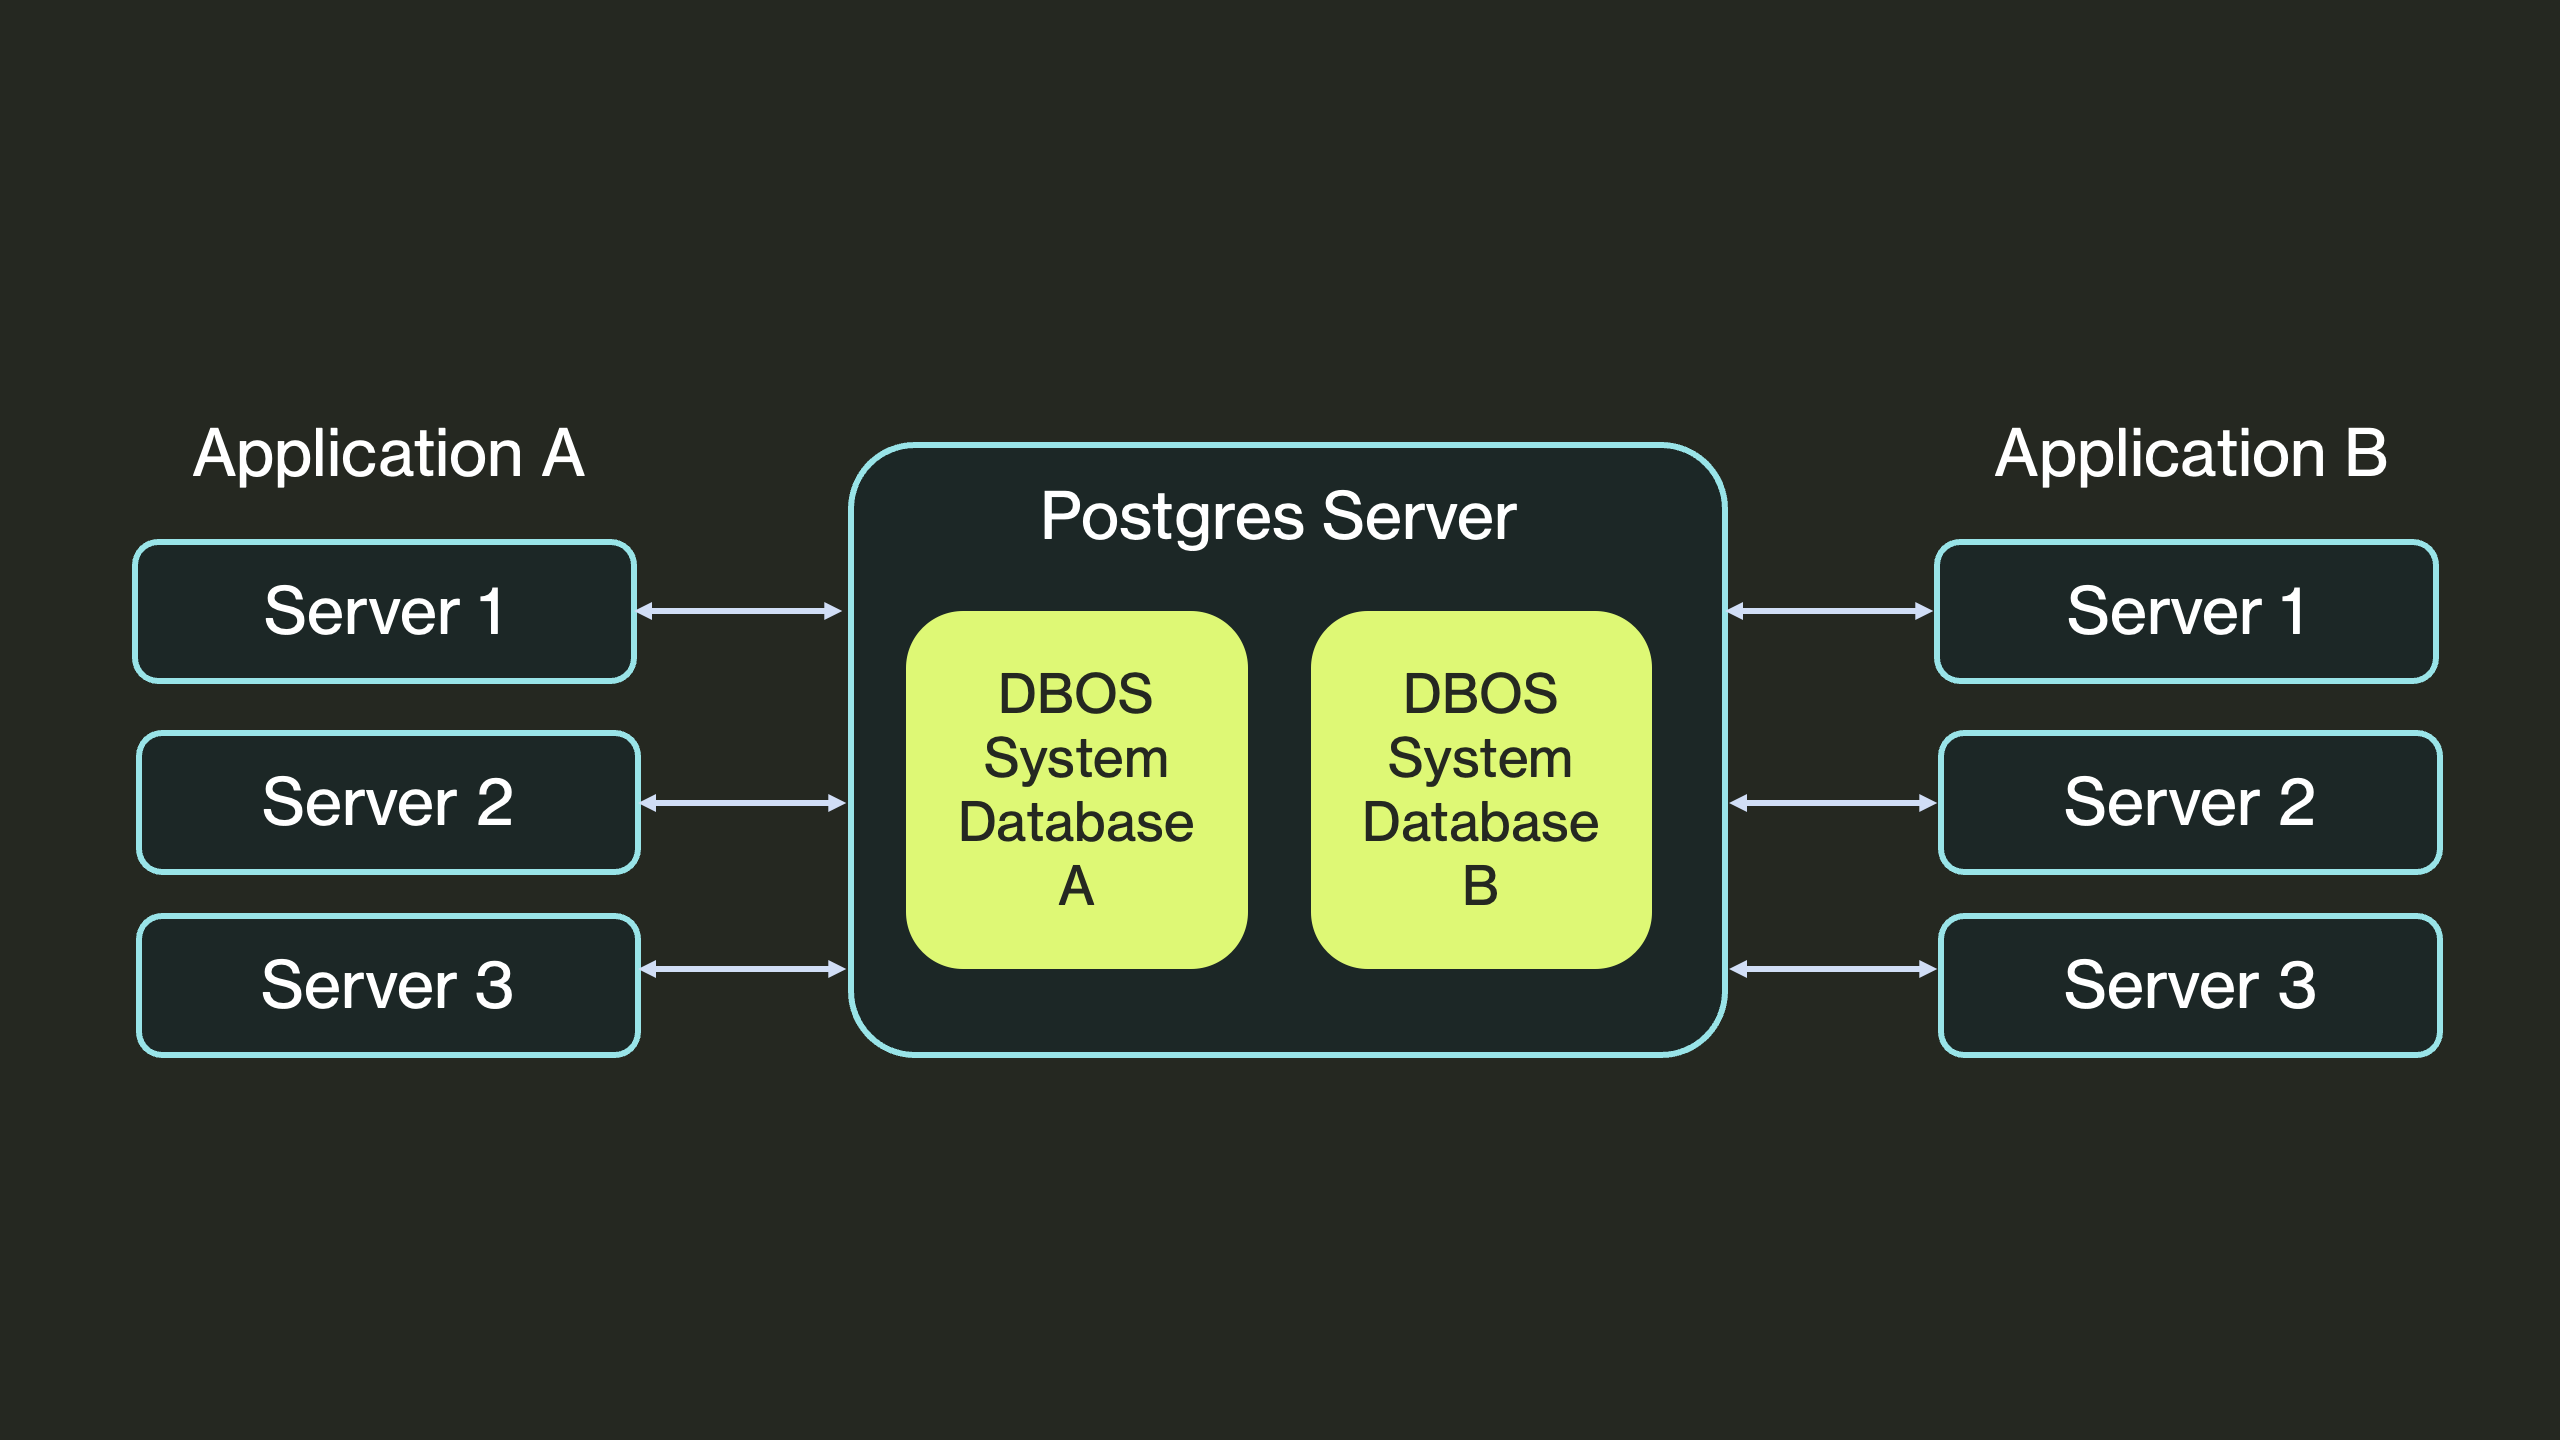 Application A
Server 1
Server 2
Server 3
Postgres Server
DBOS
System
Database
A
DBOS
System
Database
B
Application B
Server 1
Server 2
Server 3